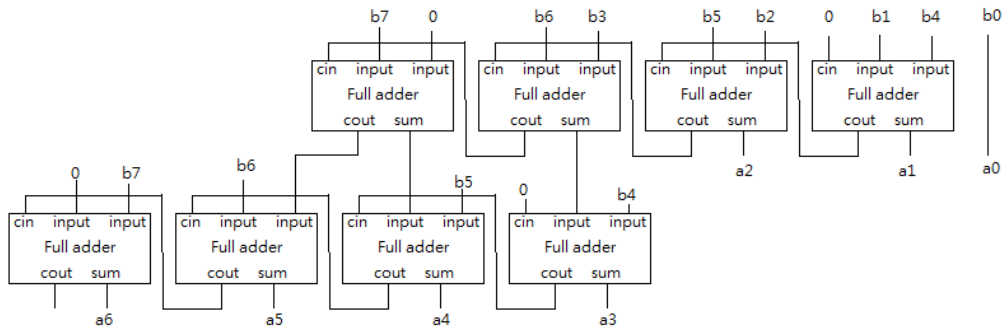 b7 0 b6 b3 b5 b2 0 b1 b4 b0
cin input input cin input input cin input input cin input input
Full adder Full adder Full adder Full adder
cout sum cout sum cout sum cout sum
a2 a1 a0
0 b7 b6 b5 0 b4
cin input input cin input input cin input input cin input input
Full adder Full adder Full adder Full adder
cout sum cout sum cout sum cout sum
a6 a5 a4 a3